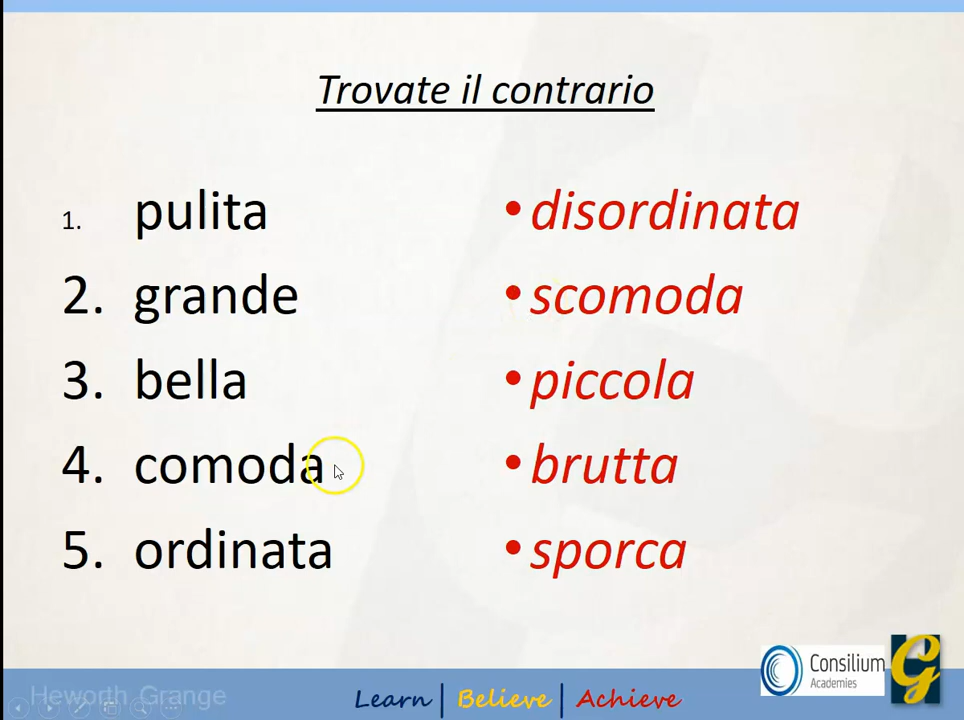 Trovate il contrario
1. pulita
• disordinata
2. grande
• scomoda
3. bella
• piccola
4. comoda
• brutta
5. ordinata
• sporca
Heworth Grange
Learn | Believe | Achieve
Consilium
Academies
G